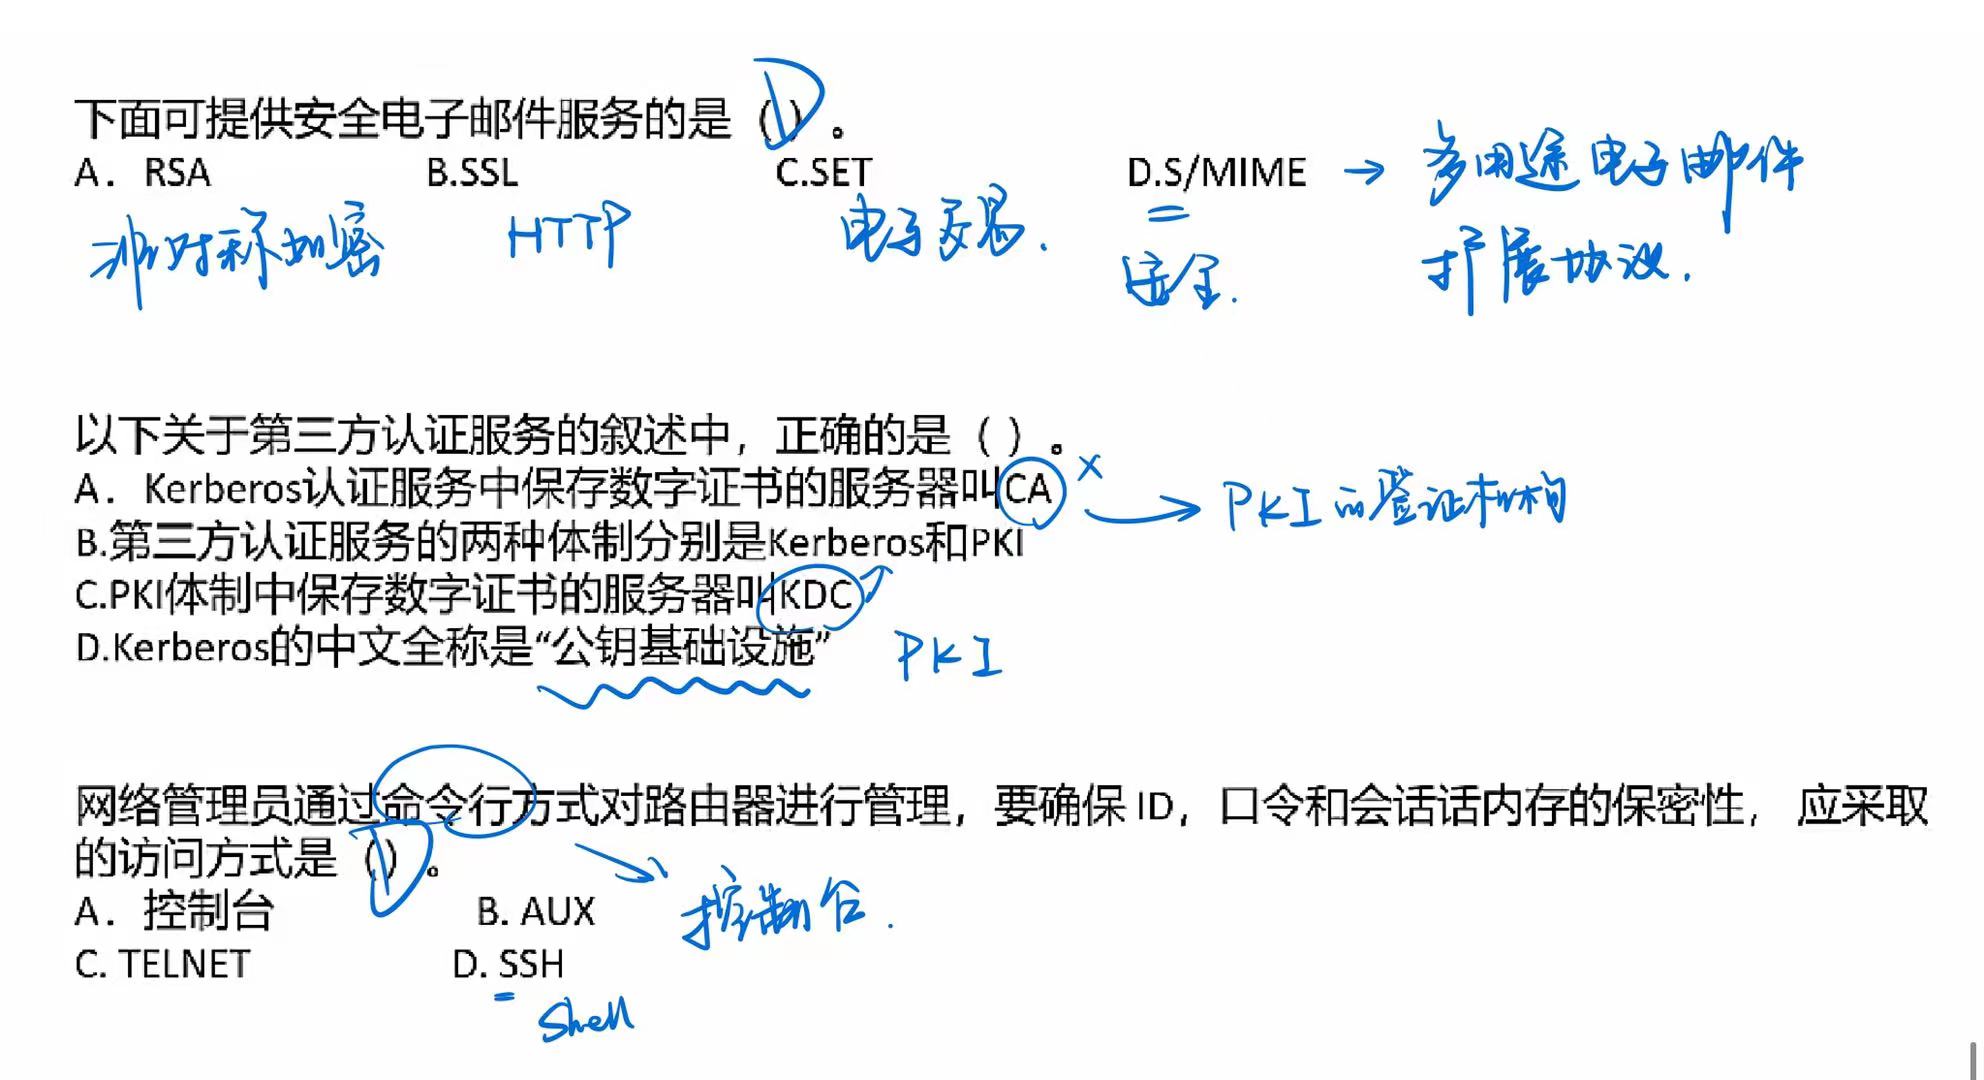 下面可提供安全电子邮件服务的是（D）。
A．RSA B.SSL C.SET D.S/MIME → 多用途电子邮件
非对称加密 HTTP 电子交易. 安全. 扩展协议.
以下关于第三方认证服务的叙述中，正确的是（ ）。
A．Kerberos认证服务中保存数字证书的服务器叫CA × → PKI的签证机构
B.第三方认证服务的两种体制分别是Kerberos和PKI
C.PKI体制中保存数字证书的服务器叫KDC
D.Kerberos的中文全称是“公钥基础设施” PKI
网络管理员通过命令行方式对路由器进行管理，要确保 ID，口令和会话话内存的保密性， 应采取
的访问方式是（D）。
A．控制台 B. AUX 控制台.
C. TELNET D. SSH
Shell